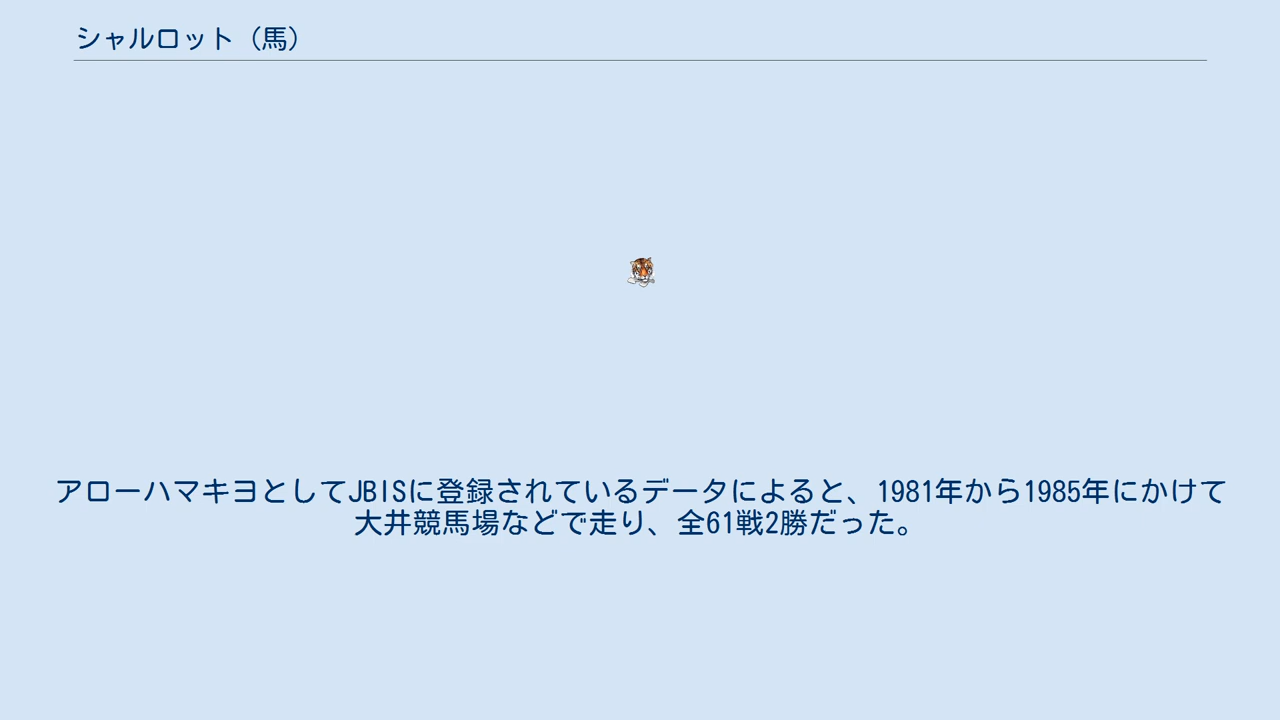 シャルロット（馬）
アローハマキヨとしてJBISに登録されているデータによると、1981年から1985年にかけて
大井競馬場などで走り、全61戦2勝だった。